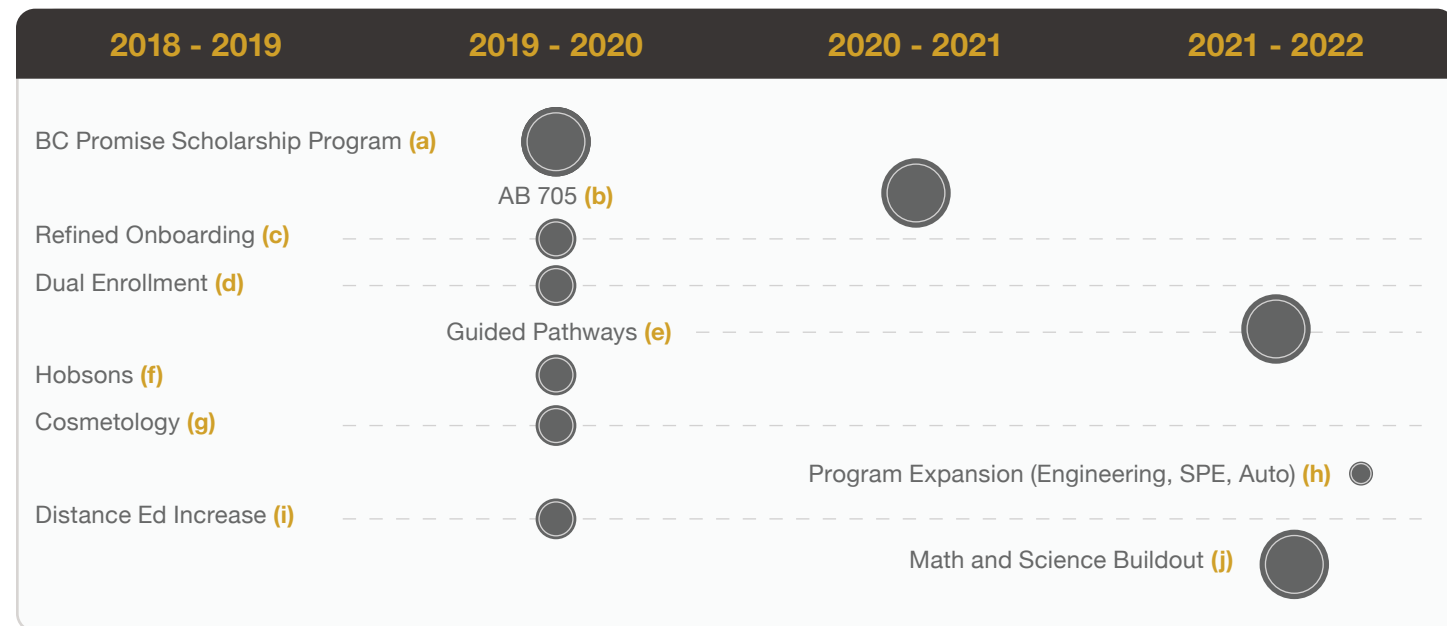 2018 - 2019 2019 - 2020 2020 - 2021 2021 - 2022
BC Promise Scholarship Program (a)
AB 705 (b)
Refined Onboarding (c)
Dual Enrollment (d)
Guided Pathways (e)
Hobsons (f)
Cosmetology (g)
Program Expansion (Engineering, SPE, Auto) (h)
Distance Ed Increase (i)
Math and Science Buildout (j)